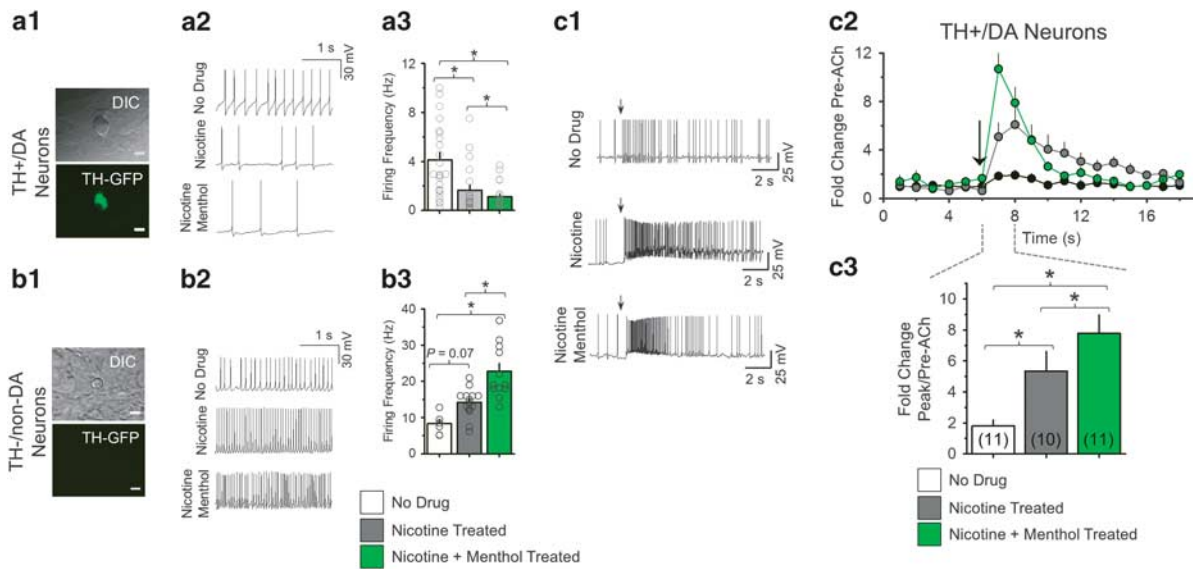 a1
TH+/DA
Neurons
DIC
TH-GFP
a2
1 s
30 mV
No Drug
Nicotine
Nicotine
Menthol
a3
Firing Frequency (Hz)
12
8
4
0
*
*
*
b1
TH-/non-DA
Neurons
DIC
TH-GFP
b2
1 s
30 mV
No Drug
Nicotine
Nicotine
Menthol
b3
Firing Frequency (Hz)
40
30
20
10
0
*
*
P = 0.07
c1
No Drug
2 s
25 mV
Nicotine
2 s
25 mV
Nicotine
Menthol
2 s
25 mV
c2
TH+/DA Neurons
Fold Change Pre-ACh
12
8
4
0
0
4
8
12
16
Time (s)
c3
Fold Change
Peak/Pre-ACh
10
8
6
4
2
0
*
*
*
(11)
(10)
(11)
No Drug
Nicotine Treated
Nicotine + Menthol Treated
No Drug
Nicotine Treated
Nicotine + Menthol Treated